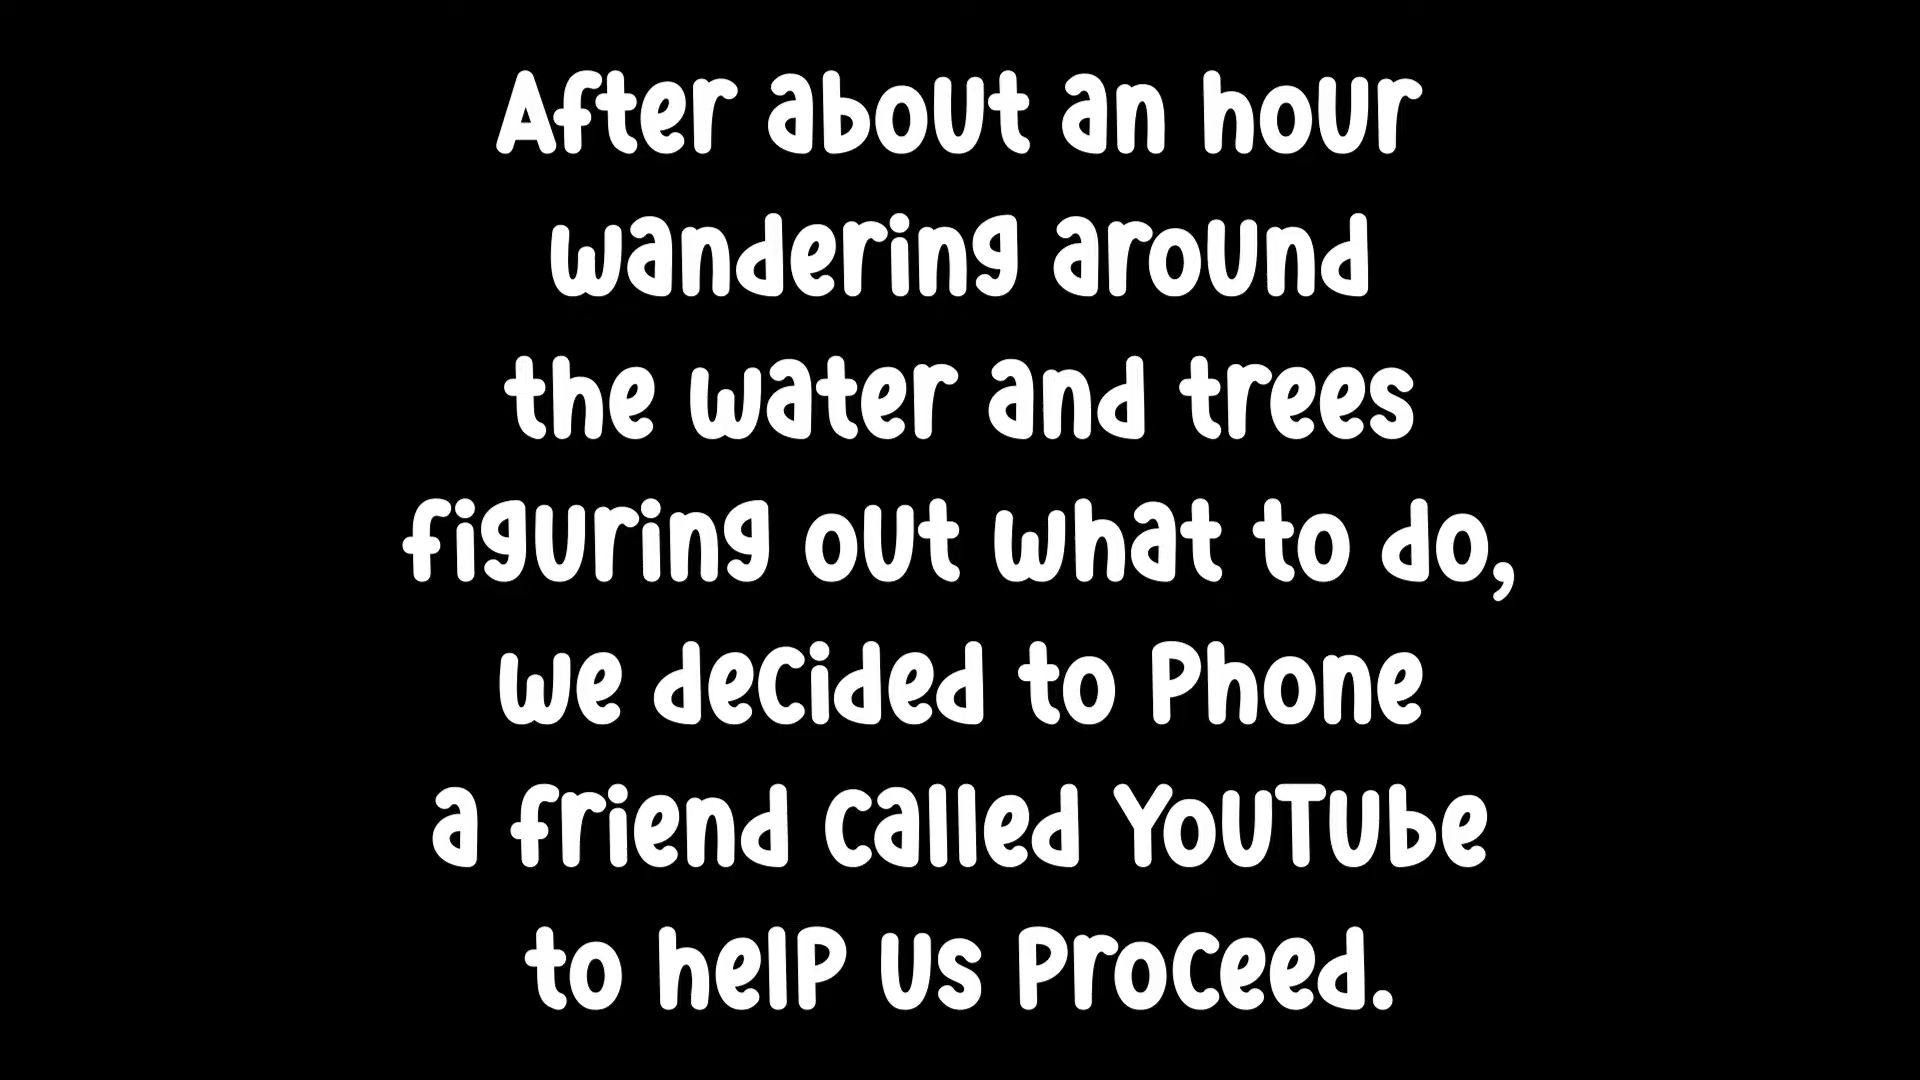 After about an hour
wandering around
the water and trees
figuring out what to do,
we decided to Phone
a friend called YouTube
to help us Proceed.